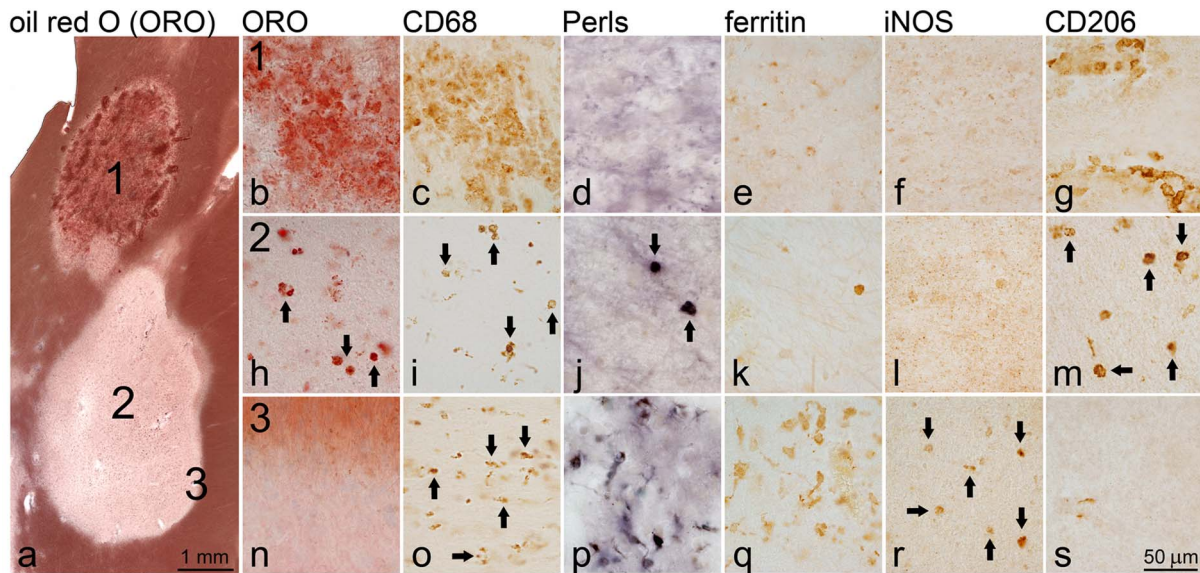 oil red O (ORO) ORO CD68 Perls ferritin iNOS CD206
1 1
b c d e f g
2 2
h i j k l m
3 3
a 1 mm n o p q r s 50 µm